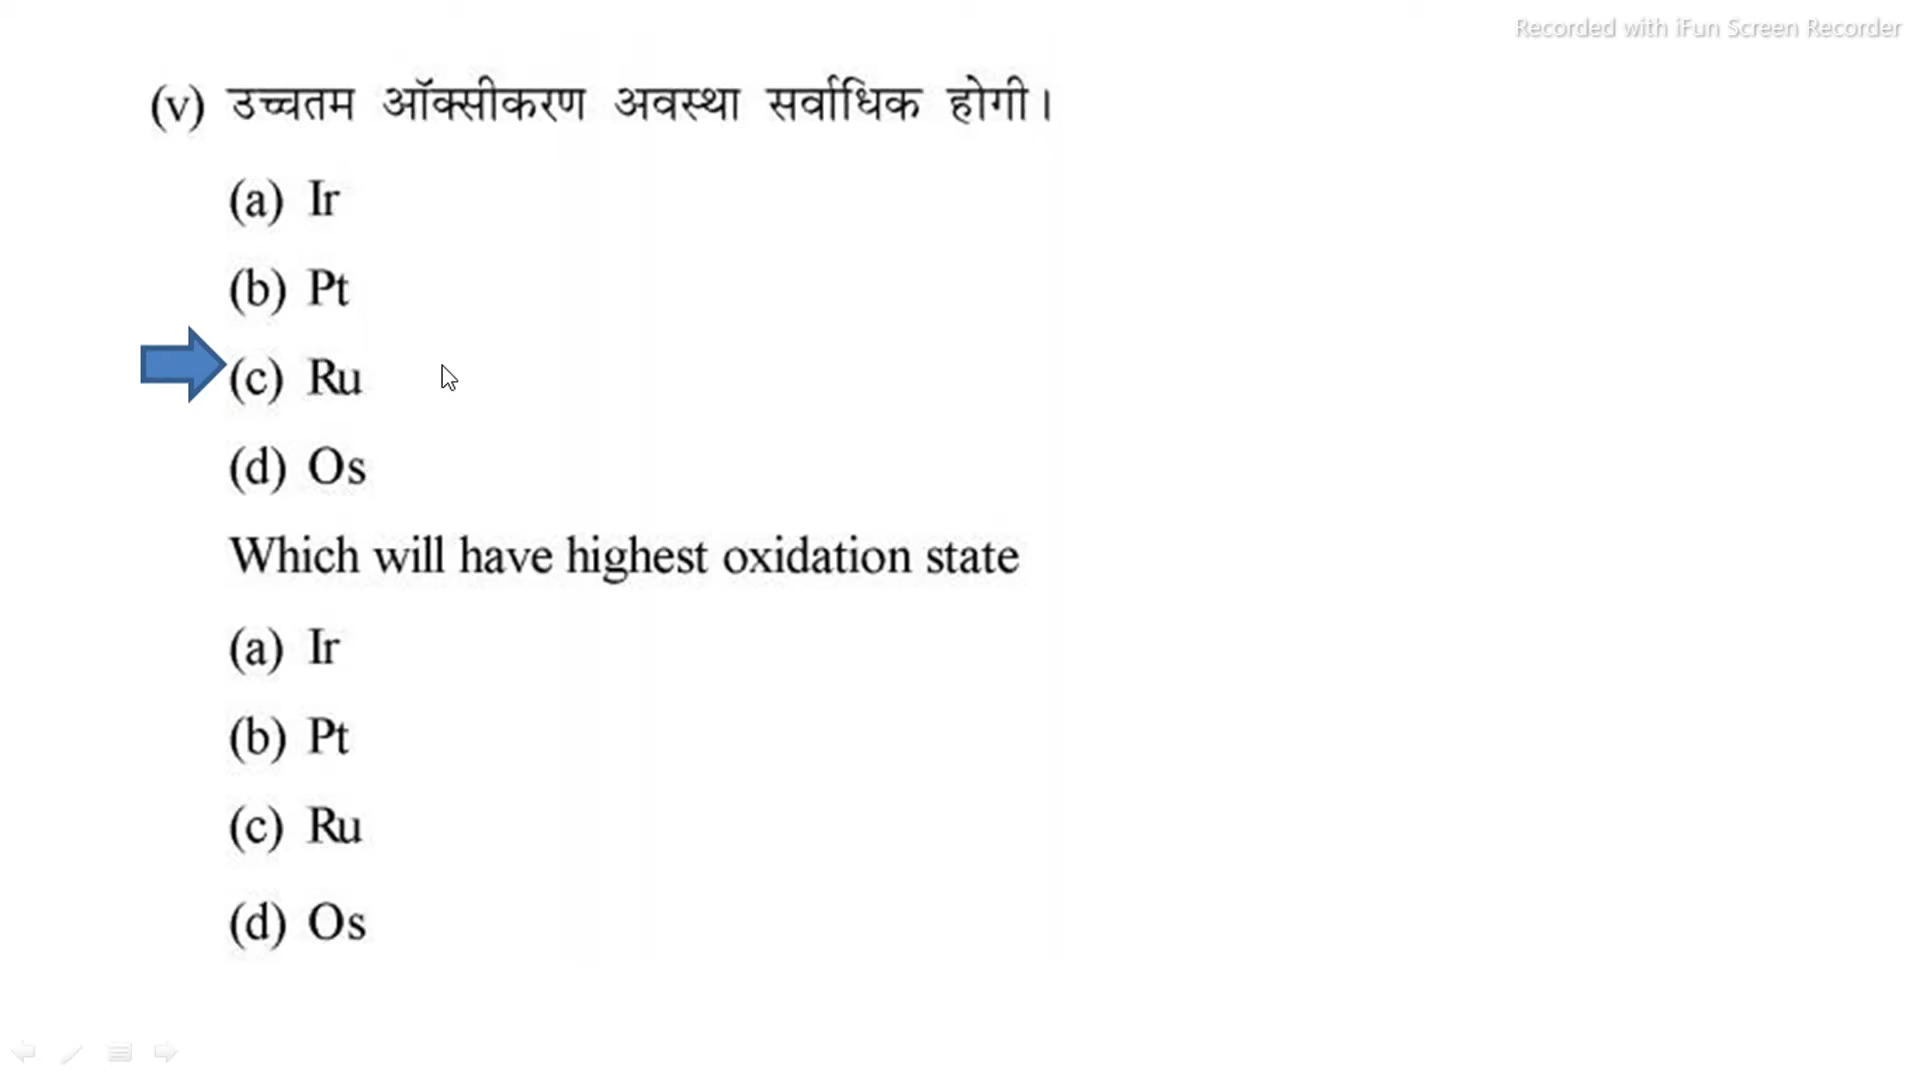 Recorded with iFun Screen Recorder
(v) उच्चतम ऑक्सीकरण अवस्था सर्वाधिक होगी।
(a) Ir
(b) Pt
(c) Ru
(d) Os
Which will have highest oxidation state
(a) Ir
(b) Pt
(c) Ru
(d) Os